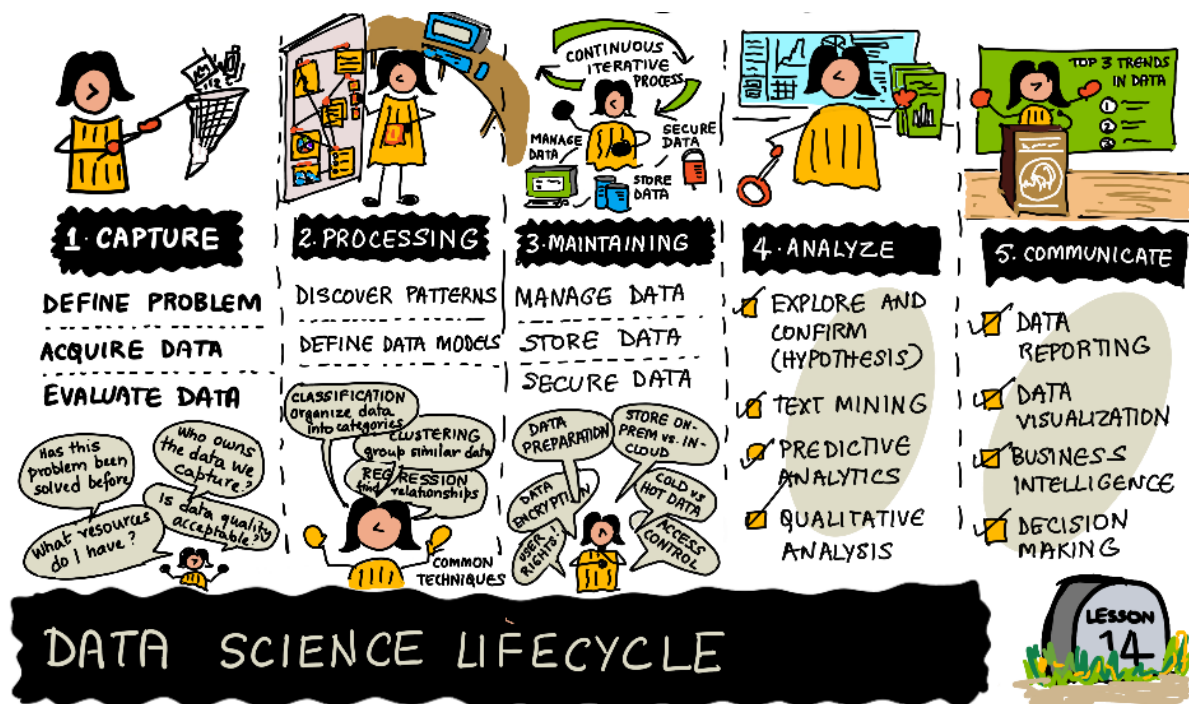 CONTINUOUS
ITERATIVE
PROCESS
MANAGE
DATA
SECURE
DATA
STORE
DATA
TOP 3 TRENDS
IN DATA
1
2
3
1. CAPTURE
DEFINE PROBLEM
ACQUIRE DATA
EVALUATE DATA
Has this
problem been
solved before
Who owns
the data we
capture?
What resources
do I have?
Is data quality
acceptable?
2. PROCESSING
DISCOVER PATTERNS
DEFINE DATA MODELS
CLASSIFICATION
organize data
into categories
CLUSTERING
group similar data
REGRESSION
find relationships
COMMON
TECHNIQUES
3. MAINTAINING
MANAGE DATA
STORE DATA
SECURE DATA
DATA
PREPARATION
STORE ON-
PREM VS. IN-
CLOUD
DATA
ENCRYPTION
COLD VS
HOT DATA
USER
RIGHTS?
ACCESS
CONTROL
4. ANALYZE
EXPLORE AND
CONFIRM
(HYPOTHESIS)
TEXT MINING
PREDICTIVE
ANALYTICS
QUALITATIVE
ANALYSIS
5. COMMUNICATE
DATA
REPORTING
DATA
VISUALIZATION
BUSINESS
INTELLIGENCE
DECISION
MAKING
DATA SCIENCE LIFECYCLE
LESSON
14